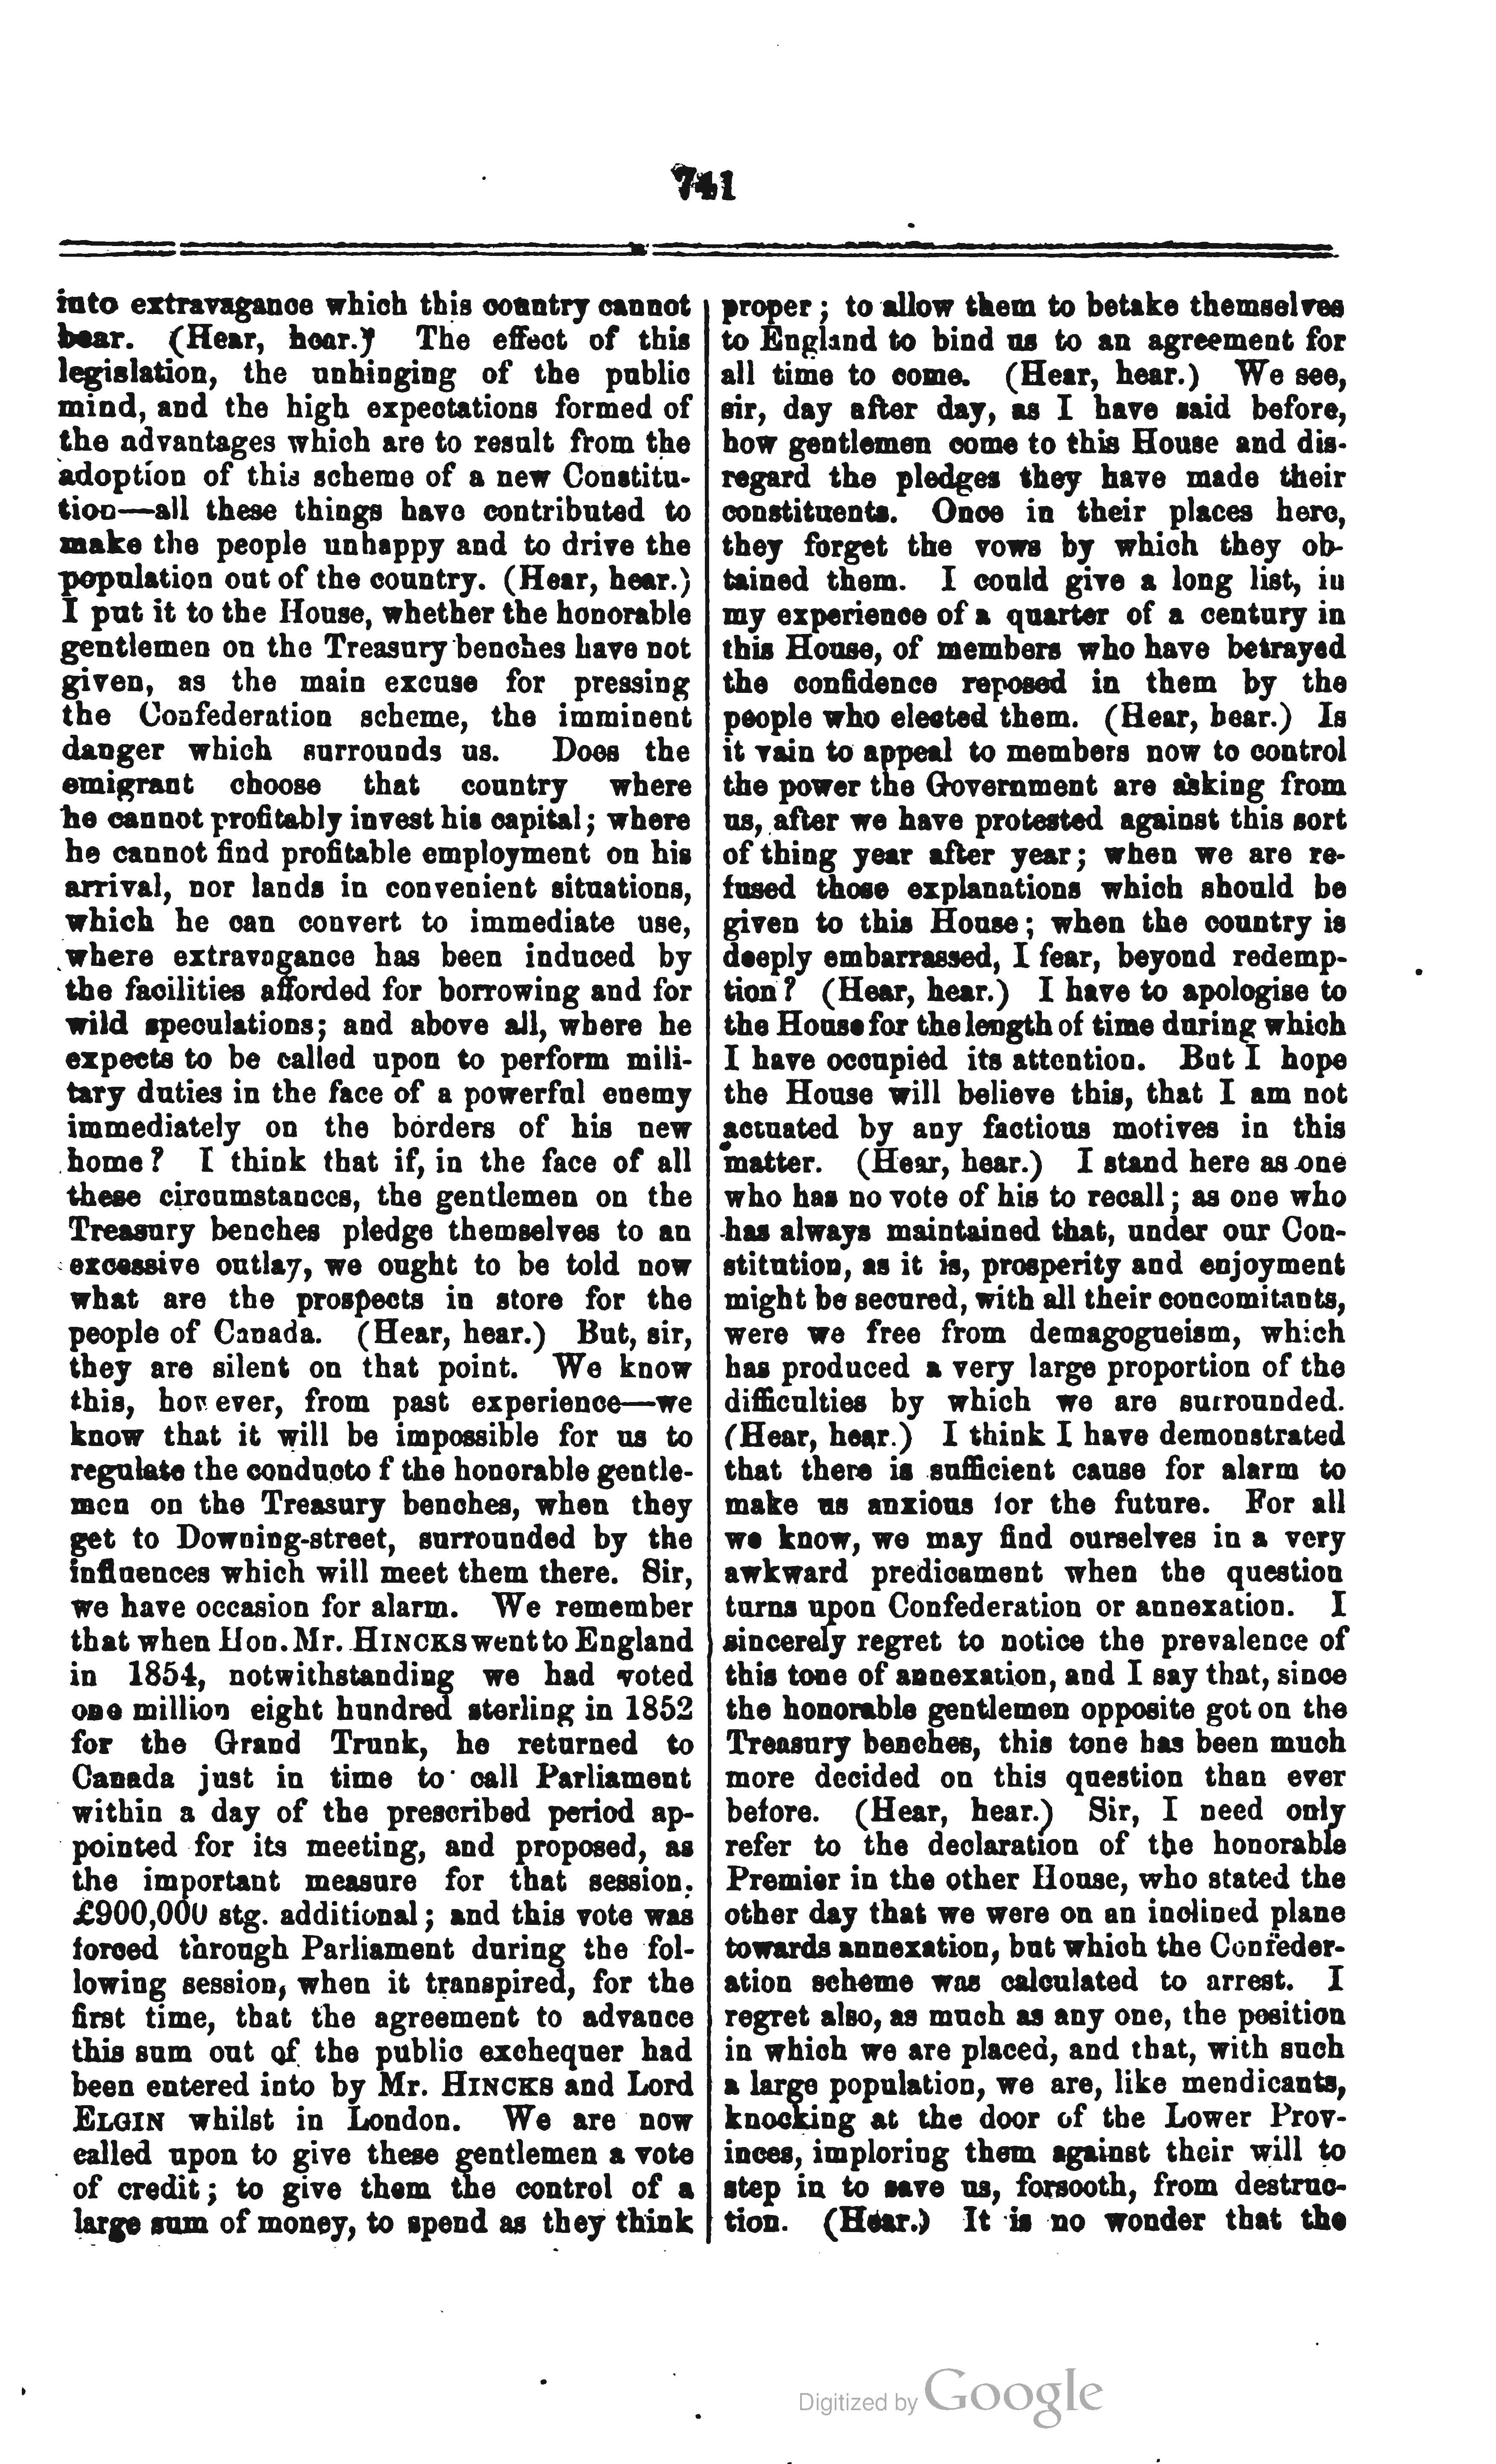 741
into extravagance which this country cannot
bear. (Hear, hear.) The effect of this
legislation, the unhinging of the public
mind, and the high expectations formed of
the advantages which are to result from the
adoption of this scheme of a new Constitu-
tion—all these things have contributed to
make the people unhappy and to drive the
population out of the country. (Hear, hear.)
I put it to the House, whether the honorable
gentlemen on the Treasury benches have not
given, as the main excuse for pressing
the Confederation scheme, the imminent
danger which surrounds us. Does the
emigrant choose that country where
he cannot profitably invest his capital; where
he cannot find profitable employment on his
arrival, nor lands in convenient situations,
which he can convert to immediate use,
where extravagance has been induced by
the facilities afforded for borrowing and for
wild speculations; and above all, where he
expects to be called upon to perform mili-
tary duties in the face of a powerful enemy
immediately on the borders of his new
home? I think that if, in the face of all
these circumstances, the gentlemen on the
Treasury benches pledge themselves to an
excessive outlay, we ought to be told now
what are the prospects in store for the
people of Canada. (Hear, hear.) But, sir,
they are silent on that point. We know
this, however, from past experience—we
know that it will be impossible for us to
regulate the conducto f the honorable gentle-
men on the Treasury benches, when they
get to Downing-street, surrounded by the
influences which will meet them there. Sir,
we have occasion for alarm. We remember
that when Hon. Mr. HINCKS went to England
in 1854, notwithstanding we had voted
one million eight hundred sterling in 1852
for the Grand Trunk, he returned to
Canada just in time to call Parliament
within a day of the prescribed period ap-
pointed for its meeting, and proposed, as
the important measure for that session,
£900,000 stg. additional; and this vote was
forced through Parliament during the fol-
lowing session, when it transpired, for the
first time, that the agreement to advance
this sum out of the public exchequer had
been entered into by Mr. HINCKS and Lord
ELGIN whilst in London. We are now
called upon to give these gentlemen a vote
of credit; to give them the control of a
large sum of money, to spend as they think
proper; to allow them to betake themselves
to England to bind us to an agreement for
all time to come. (Hear, hear.) We see,
sir, day after day, as I have said before,
how gentlemen come to this House and dis-
regard the pledges they have made their
constituents. Once in their places here,
they forget the vows by which they ob-
tained them. I could give a long list, in
my experience of a quarter of a century in
this House, of members who have betrayed
the confidence reposed in them by the
people who elected them. (Hear, hear.) Is
it vain to appeal to members now to control
the power the Government are asking from
us, after we have protested against this sort
of thing year after year; when we are re-
fused those explanations which should be
given to this House; when the country is
deeply embarrassed, I fear, beyond redemp-
tion? (Hear, hear.) I have to apologise to
the House for the length of time during which
I have occupied its attention. But I hope
the House will believe this, that I am not
actuated by any factious motives in this
matter. (Hear, hear.) I stand here as one
who has no vote of his to recall; as one who
has always maintained that, under our Con-
stitution, as it is, prosperity and enjoyment
might be secured, with all their concomitants,
were we free from demagogueism, which
has produced a very large proportion of the
difficulties by which we are surrounded.
(Hear, hear.) I think I have demonstrated
that there is sufficient cause for alarm to
make us anxious for the future. For all
we know, we may find ourselves in a very
awkward predicament when the question
turns upon Confederation or annexation. I
sincerely regret to notice the prevalence of
this tone of annexation, and I say that, since
the honorable gentlemen opposite got on the
Treasury benches, this tone has been much
more decided on this question than ever
before. (Hear, hear.) Sir, I need only
refer to the declaration of the honorable
Premier in the other House, who stated the
other day that we were on an inclined plane
towards annexation, but which the Confeder-
ation scheme was calculated to arrest. I
regret also, as much as any one, the position
in which we are placed, and that, with such
a large population, we are, like mendicants,
knocking at the door of the Lower Prov-
inces, imploring them against their will to
step in to save us, forsooth, from destruc-
tion. (Hear.) It is no wonder that the
Digitized by Google